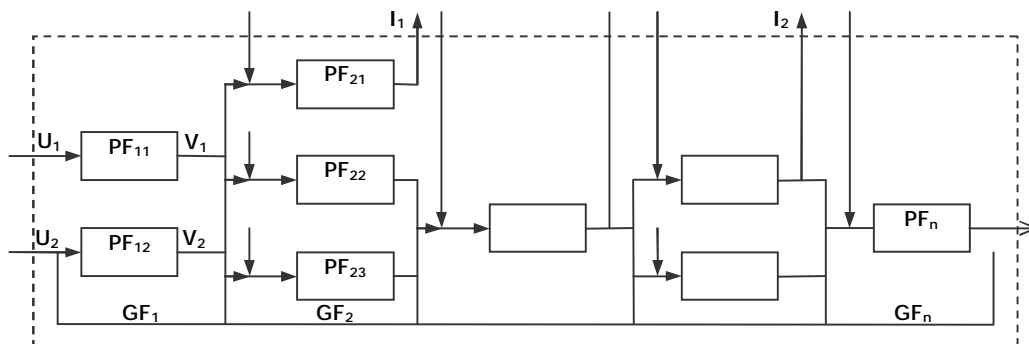 I₁ I₂
PF₂₁
U₁ PF₁₁ V₁
PF₂₂
PFₙ
U₂ PF₁₂ V₂
PF₂₃
GF₁ GF₂ GFₙ